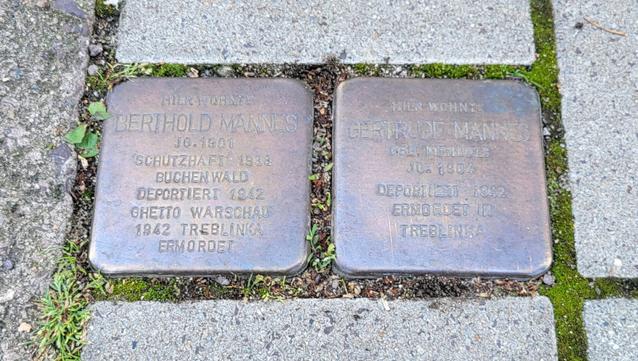 HIER WOHNTE
BERTHOLD MANNES
JG. 1901
'SCHUTZHAFT' 1938
BUCHENWALD
DEPORTIERT 1942
GHETTO WARSCHAU
1942 TREBLINKA
ERMORDET
HIER WOHNTE
GERTRUDE MANNES
GEB.
JG.
DEPORTIERT 1942
ERMORDET IN
TREBLINKA